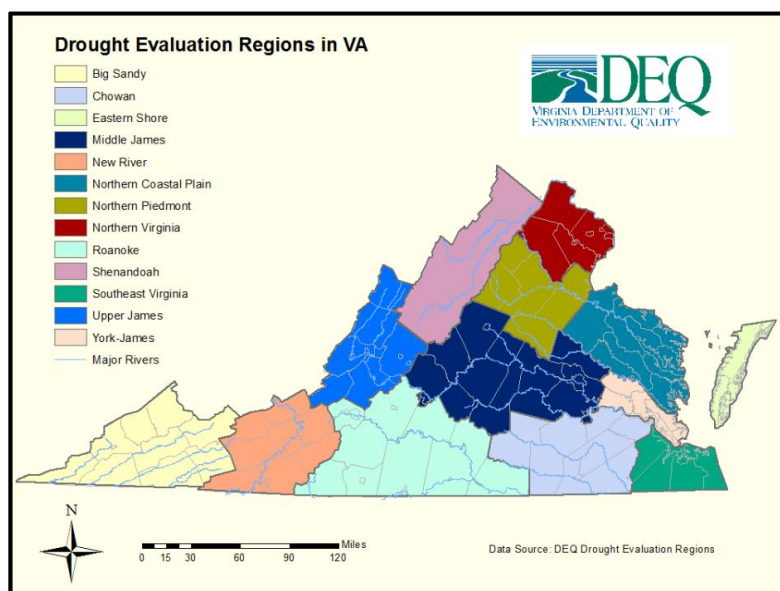 Drought Evaluation Regions in VA
Big Sandy
Chowan
Eastern Shore
Middle James
New River
Northern Coastal Plain
Northern Piedmont
Northern Virginia
Roanoke
Shenandoah
Southeast Virginia
Upper James
York-James
Major Rivers
DEQ
VIRGINIA DEPARTMENT OF
ENVIRONMENTAL QUALITY
N
Miles
0 15 30 60 90 120
Data Source: DEQ Drought Evaluation Regions